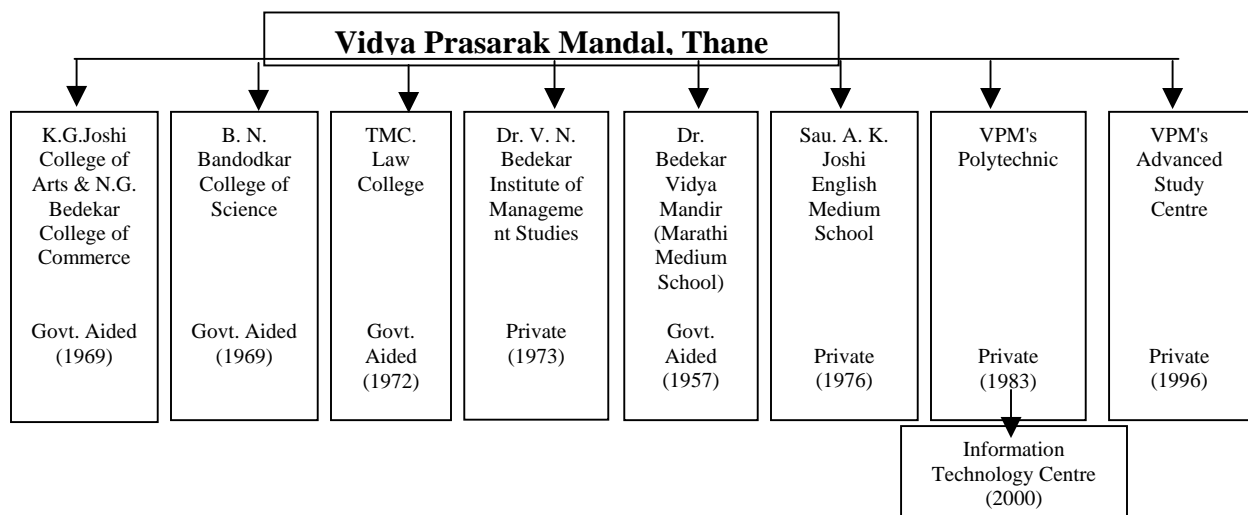 Vidya Prasarak Mandal, Thane
K.G.Joshi
College of
Arts & N.G.
Bedekar
College of
Commerce
Govt. Aided
(1969)
B. N.
Bandodkar
College of
Science
Govt. Aided
(1969)
TMC.
Law
College
Govt.
Aided
(1972)
Dr. V. N.
Bedekar
Institute of
Manageme
nt Studies
Private
(1973)
Dr.
Bedekar
Vidya
Mandir
(Marathi
Medium
School)
Govt.
Aided
(1957)
Sau. A. K.
Joshi
English
Medium
School
Private
(1976)
VPM's
Polytechnic
Private
(1983)
VPM's
Advanced
Study
Centre
Private
(1996)
Information
Technology Centre
(2000)